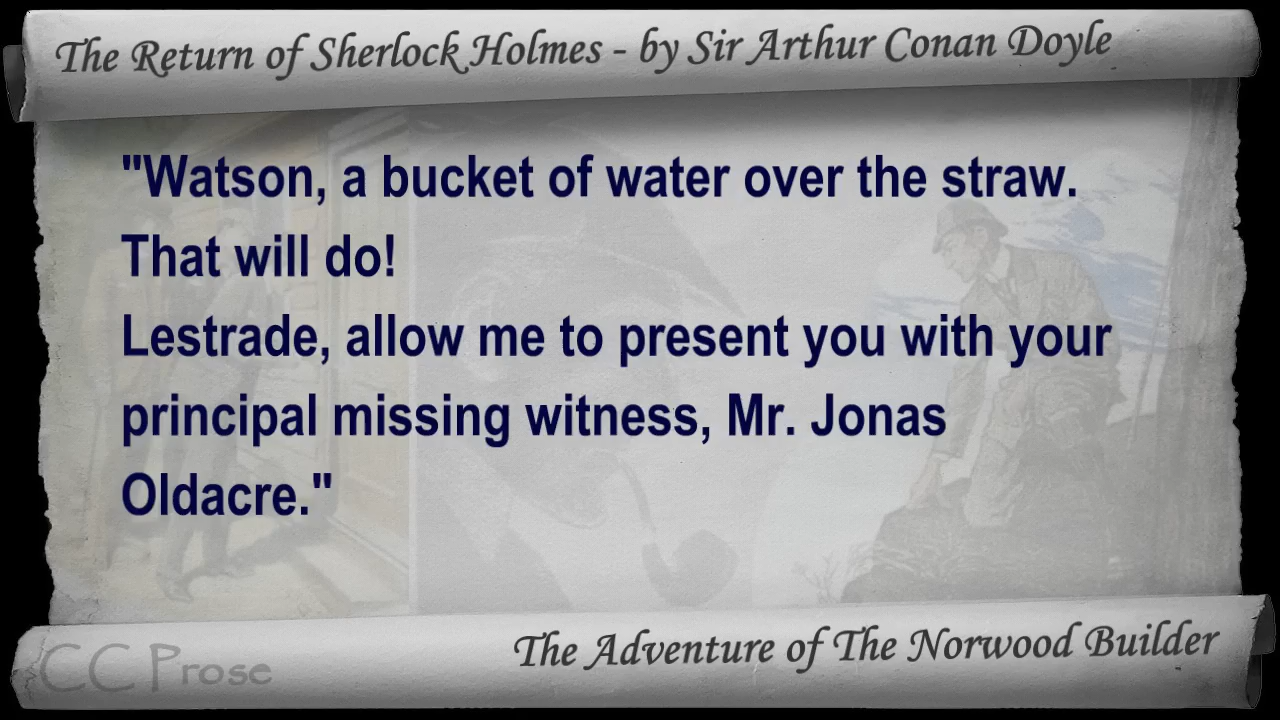 The Return of Sherlock Holmes - by Sir Arthur Conan Doyle
"Watson, a bucket of water over the straw.
That will do!
Lestrade, allow me to present you with your
principal missing witness, Mr. Jonas
Oldacre."
The Adventure of The Norwood Builder
CC Prose